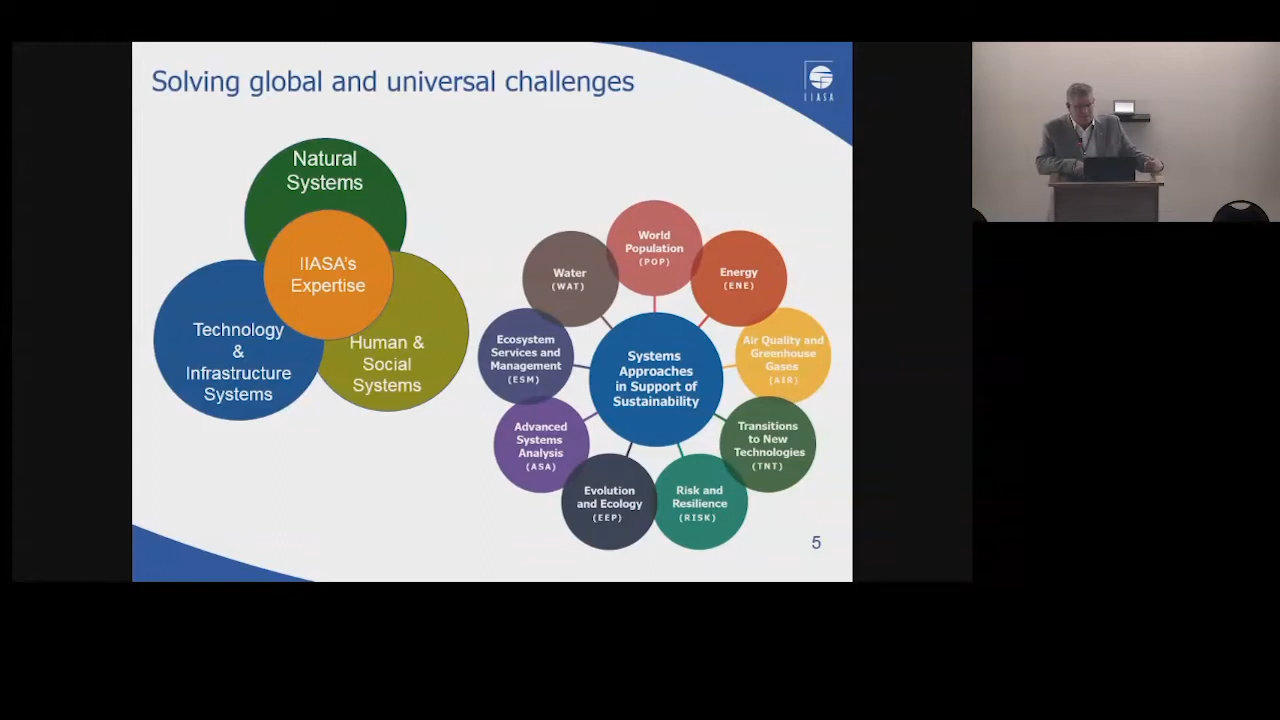 Solving global and universal challenges
IIASA
Natural
Systems
IIASA's
Expertise
Technology
&
Infrastructure
Systems
Human &
Social
Systems
World
Population
(POP)
Energy
(ENE)
Air Quality and
Greenhouse
Gases
(AIR)
Transitions
to New
Technologies
(TNT)
Risk and
Resilience
(RISK)
Evolution
and Ecology
(EEP)
Advanced
Systems
Analysis
(ASA)
Ecosystem
Services and
Management
(ESM)
Water
(WAT)
Systems
Approaches
in Support of
Sustainability
5